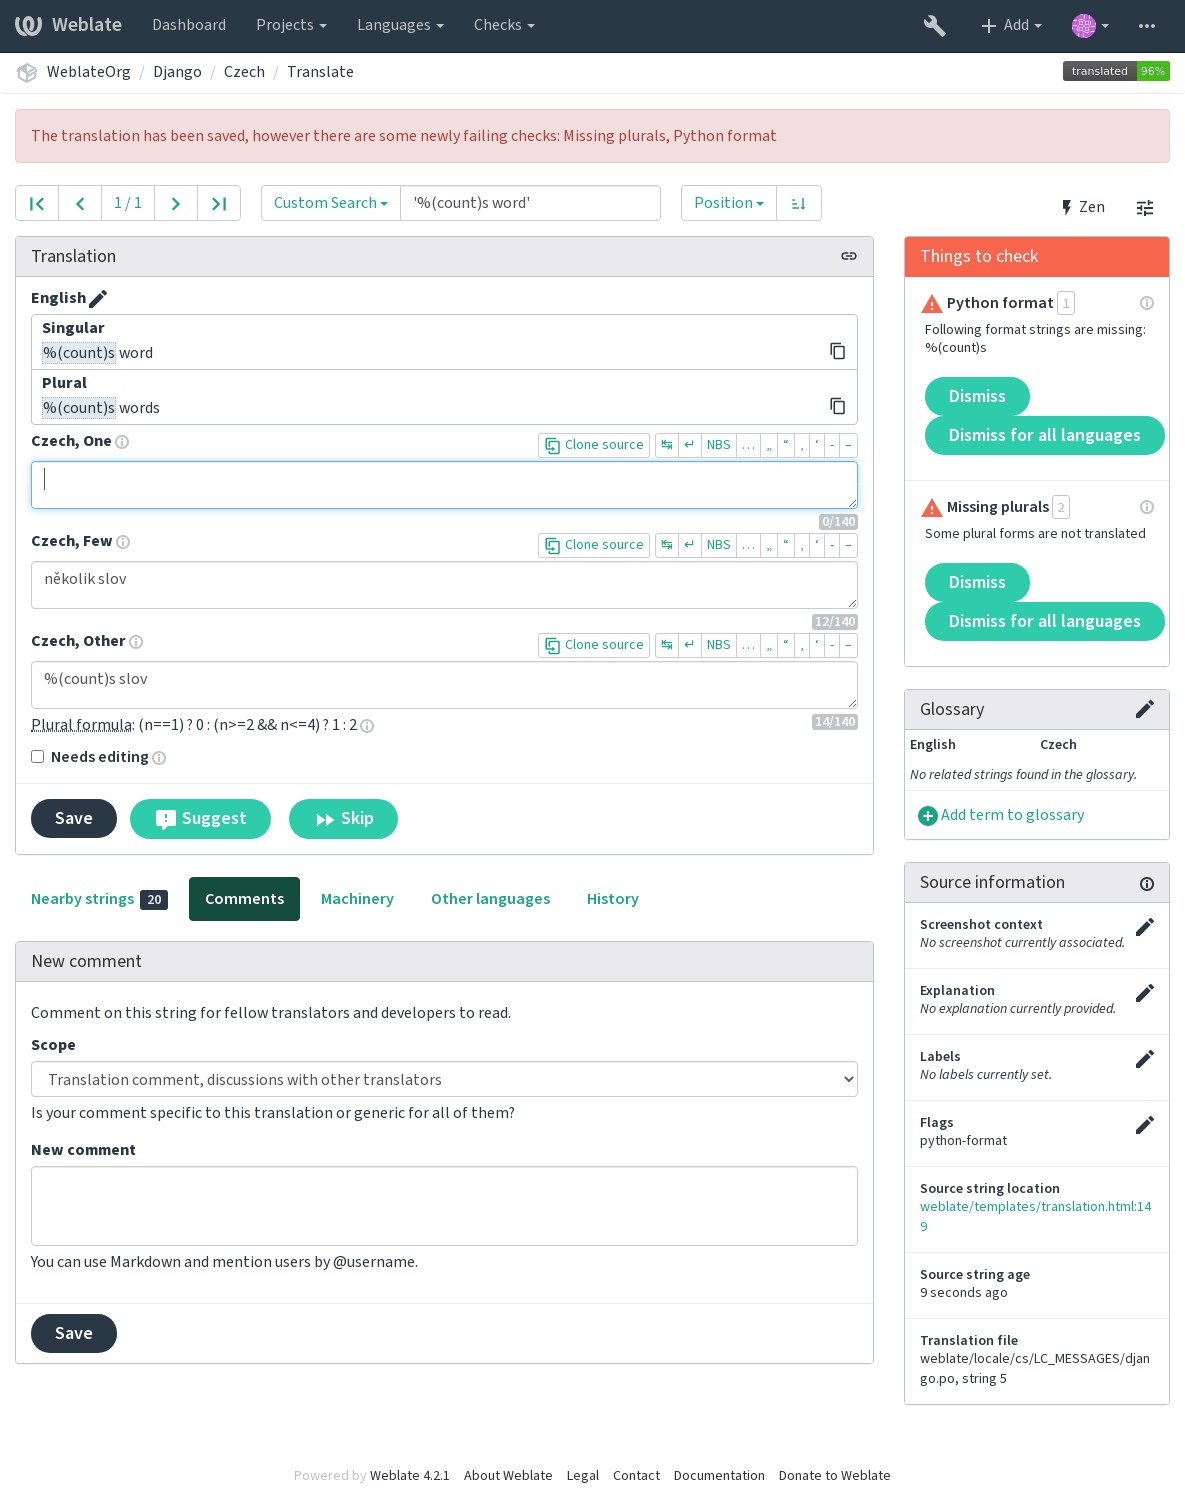 Weblate Dashboard Projects Languages Checks Add
WeblateOrg / Django / Czech / Translate translated 96%
The translation has been saved, however there are some newly failing checks: Missing plurals, Python format
1 / 1 Custom Search '%(count)s word' Position Zen
Translation
English
Singular
%(count)s word
Plural
%(count)s words
Czech, One Clone source ↹ ↵ NBS … „ “ ‚ ‘ - –
0/140
Czech, Few Clone source ↹ ↵ NBS … „ “ ‚ ‘ - –
několik slov
12/140
Czech, Other Clone source ↹ ↵ NBS … „ “ ‚ ‘ - –
%(count)s slov
Plural formula: (n==1) ? 0 : (n>=2 && n<=4) ? 1 : 2 14/140
Needs editing
Save Suggest Skip
Nearby strings 20 Comments Machinery Other languages History
New comment
Comment on this string for fellow translators and developers to read.
Scope
Translation comment, discussions with other translators
Is your comment specific to this translation or generic for all of them?
New comment
You can use Markdown and mention users by @username.
Save
Things to check
Python format 1
Following format strings are missing:
%(count)s
Dismiss
Dismiss for all languages
Missing plurals 2
Some plural forms are not translated
Dismiss
Dismiss for all languages
Glossary
English Czech
No related strings found in the glossary.
Add term to glossary
Source information
Screenshot context
No screenshot currently associated.
Explanation
No explanation currently provided.
Labels
No labels currently set.
Flags
python-format
Source string location
weblate/templates/translation.html:14
9
Source string age
9 seconds ago
Translation file
weblate/locale/cs/LC_MESSAGES/djan
go.po, string 5
Powered by Weblate 4.2.1 About Weblate Legal Contact Documentation Donate to Weblate